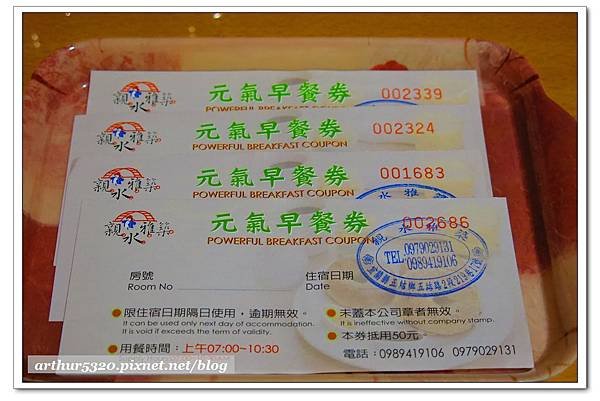 親水雅築
元氣早餐券 002339
POWERFUL BREAKFAST COUPON
親水雅築
元氣早餐券 002324
POWERFUL BREAKFAST COUPON
親水雅築
元氣早餐券 001683
POWERFUL BREAKFAST COUPON
親水雅築
元氣早餐券 002686
POWERFUL BREAKFAST COUPON
親水雅築
TEL:0979029131
0989419106
房號
Room No
住宿日期
Date
限住宿日期隔日使用，逾期無效。
It can be used only next day of accommodation.
It is void if exceeds the term of validity.
未蓋本公司章者無效。
It is ineffective without company stamp.
用餐時間：上午07:00~10:30
本券抵用50元。
電話：0989419106 0979029131
arthur5320.pixnet.net/blog